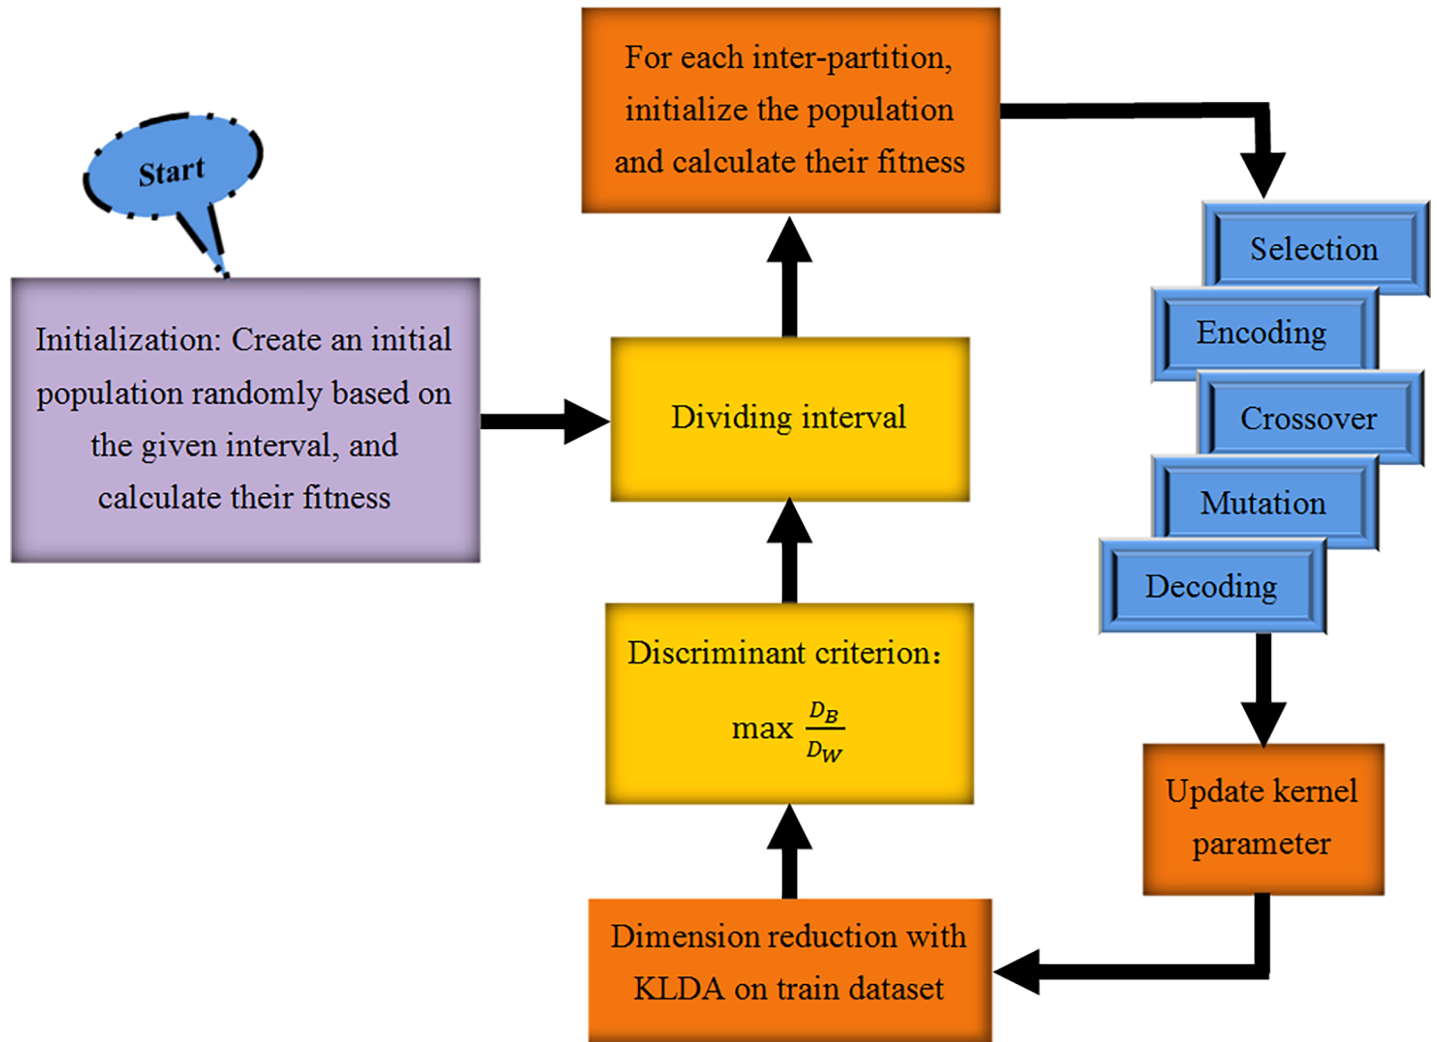 Start
Initialization: Create an initial
population randomly based on
the given interval, and
calculate their fitness
Dividing interval
For each inter-partition,
initialize the population
and calculate their fitness
Selection
Encoding
Crossover
Mutation
Decoding
Update kernel
parameter
Dimension reduction with
KLDA on train dataset
Discriminant criterion：
max D_B/D_W